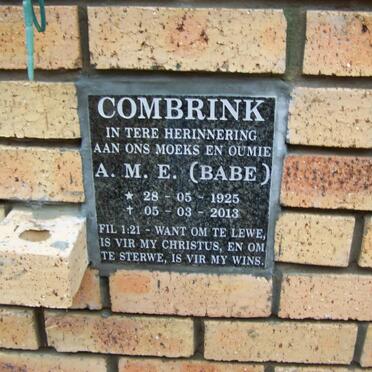 COMBRINK
IN TERE HERINNERING
AAN ONS MOEKS EN OUMIE
A. M. E. (BABE)
★ 28 - 05 - 1925
✝ 05 - 03 - 2013
FIL 1:21 - WANT OM TE LEWE,
IS VIR MY CHRISTUS, EN OM
TE STERWE, IS VIR MY WINS.